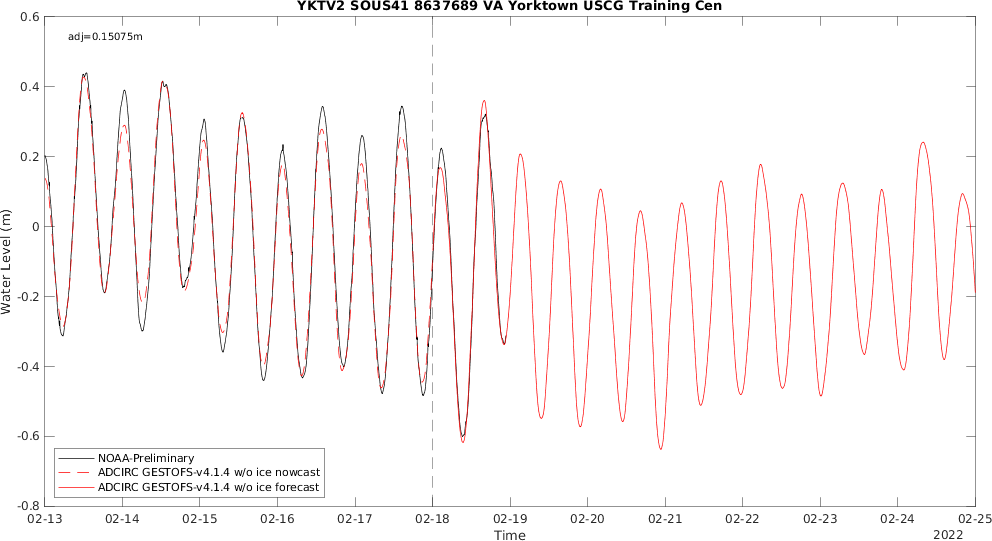 YKTV2 SOUS41 8637689 VA Yorktown USCG Training Cen
adj=0.15075m
0.6
0.4
0.2
0
-0.2
-0.4
-0.6
-0.8
Water Level (m)
NOAA-Preliminary
ADCIRC GESTOFS-v4.1.4 w/o ice nowcast
ADCIRC GESTOFS-v4.1.4 w/o ice forecast
02-13 02-14 02-15 02-16 02-17 02-18 02-19 02-20 02-21 02-22 02-23 02-24 02-25
Time
2022